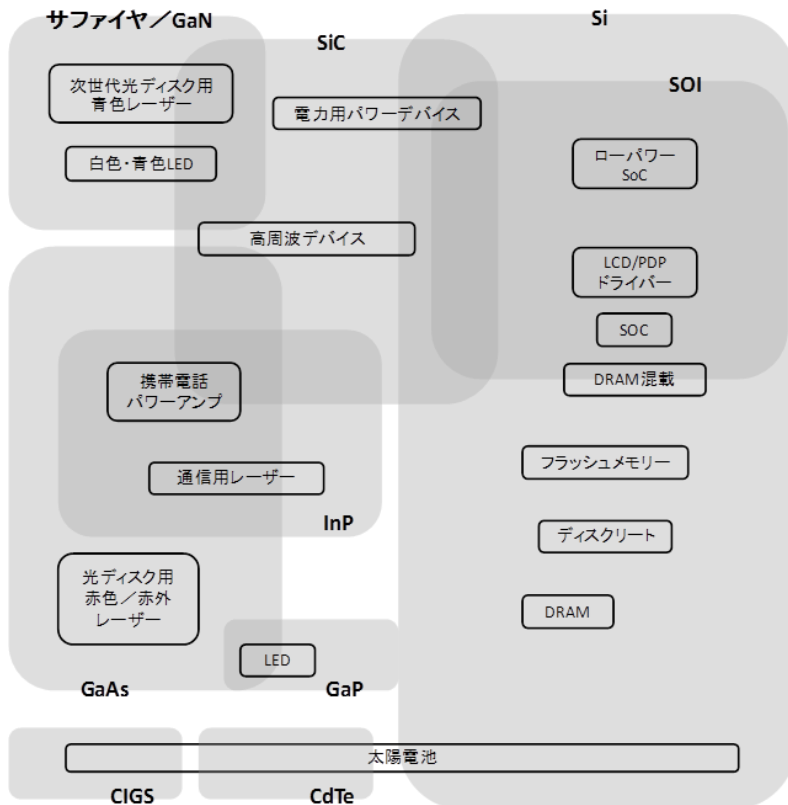 サファイヤ／GaN
Si
SiC
SOI
次世代光ディスク用
青色レーザー
電力用パワーデバイス
白色・青色LED
ローパワー
SoC
高周波デバイス
LCD/PDP
ドライバー
SOC
携帯電話
パワーアンプ
DRAM混載
通信用レーザー
フラッシュメモリー
InP
ディスクリート
光ディスク用
赤色／赤外
レーザー
DRAM
LED
GaAs
GaP
太陽電池
CIGS
CdTe